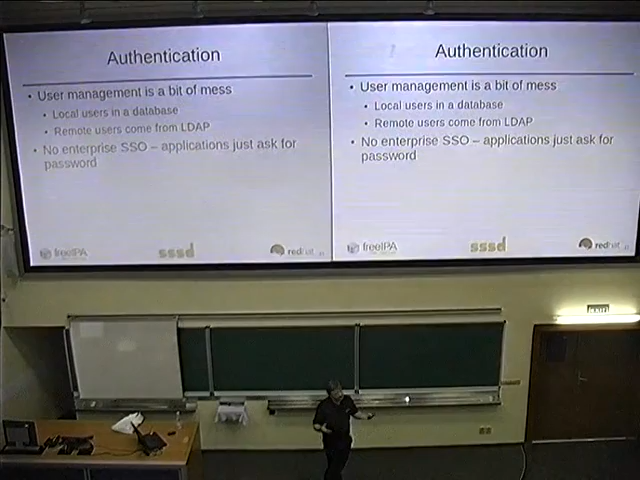 Authentication
• User management is a bit of mess
• Local users in a database
• Remote users come from LDAP
• No enterprise SSO – applications just ask for
password
freeIPA
sssd
redhat
Authentication
• User management is a bit of mess
• Local users in a database
• Remote users come from LDAP
• No enterprise SSO – applications just ask for
password
freeIPA
sssd
redhat